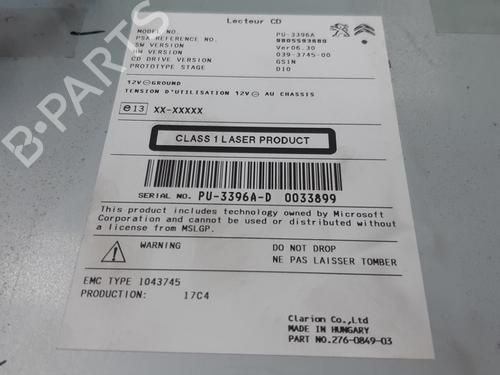 Lecteur CD
MODEL NO. PU-3396A
PSA REFERENCE NO.
SW VERSION Ver06.30
HW VERSION 039-3745-00
CD DRIVE VERSION GSIN
PROTOTYPE STAGE DI0
12V GROUND
TENSION D'UTILISATION 12V AU CHASSIS
e13 XX-XXXXX
CLASS 1 LASER PRODUCT
SERIAL NO. PU-3396A-D 0033899
This product includes technology owned by Microsoft
Corporation and cannot be used or distributed without
a license from MSLGP.
WARNING DO NOT DROP
NE PAS LAISSER TOMBER
EMC TYPE 1043745
PRODUCTION: 17C4
Clarion Co.,Ltd
MADE IN HUNGARY
PART NO.276-0849-03